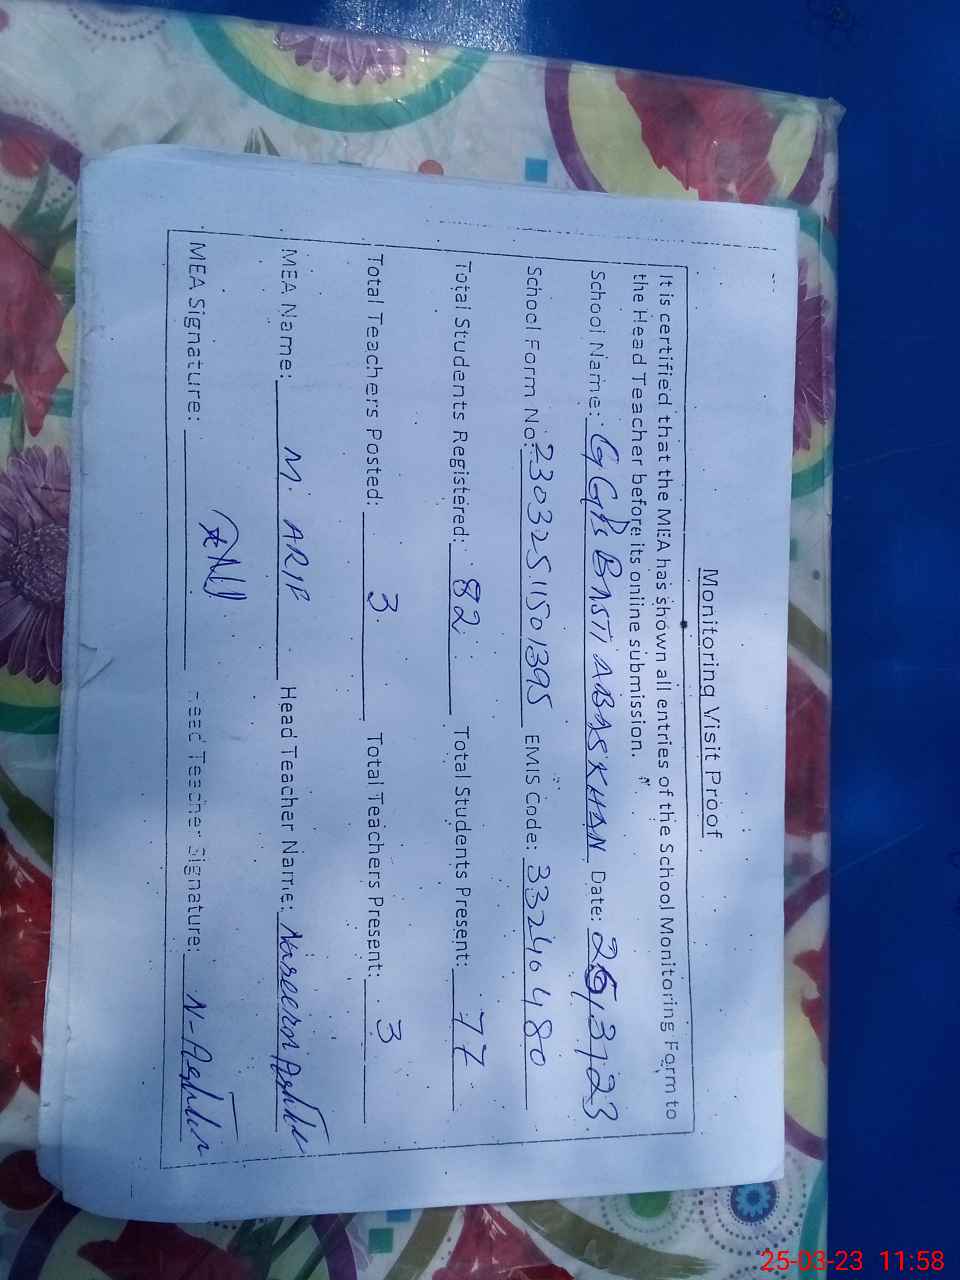 Monitoring Visit Proof
It is certified that the MEA has shown all entries of the School Monitoring Form to
the Head Teacher before its online submission.
School Name: GGPS BASTI ABAS KHAN Date: 25/3/23
School Form No: 23032511501395 EMIS Code: 33240480
Total Students Registered: 82 Total Students Present: 77
Total Teachers Posted: 3 Total Teachers Present: 3
MEA Name: M. ARIF Head Teacher Name:
MEA Signature: Head Teacher Signature:
25-03-23 11:58